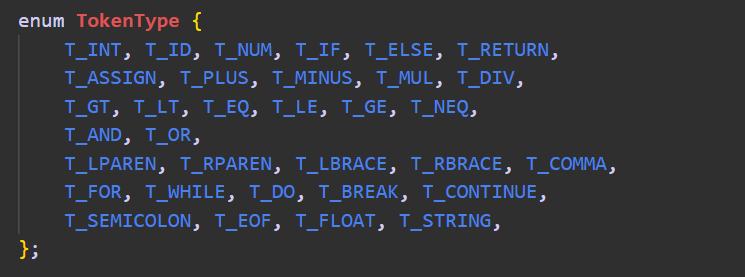 enum TokenType {
T_INT, T_ID, T_NUM, T_IF, T_ELSE, T_RETURN,
T_ASSIGN, T_PLUS, T_MINUS, T_MUL, T_DIV,
T_GT, T_LT, T_EQ, T_LE, T_GE, T_NEQ,
T_AND, T_OR,
T_LPAREN, T_RPAREN, T_LBRACE, T_RBRACE, T_COMMA,
T_FOR, T_WHILE, T_DO, T_BREAK, T_CONTINUE,
T_SEMICOLON, T_EOF, T_FLOAT, T_STRING,
};